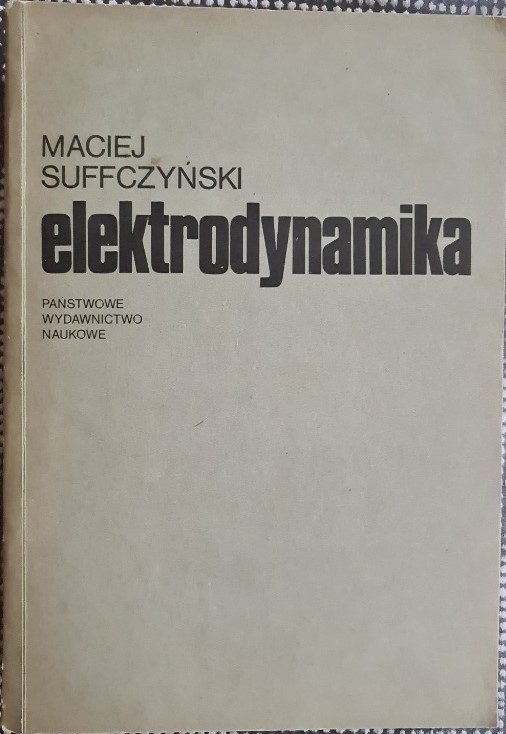 MACIEJ
SUFFCZYŃSKI
elektrodynamika
PAŃSTWOWE
WYDAWNICTWO
NAUKOWE